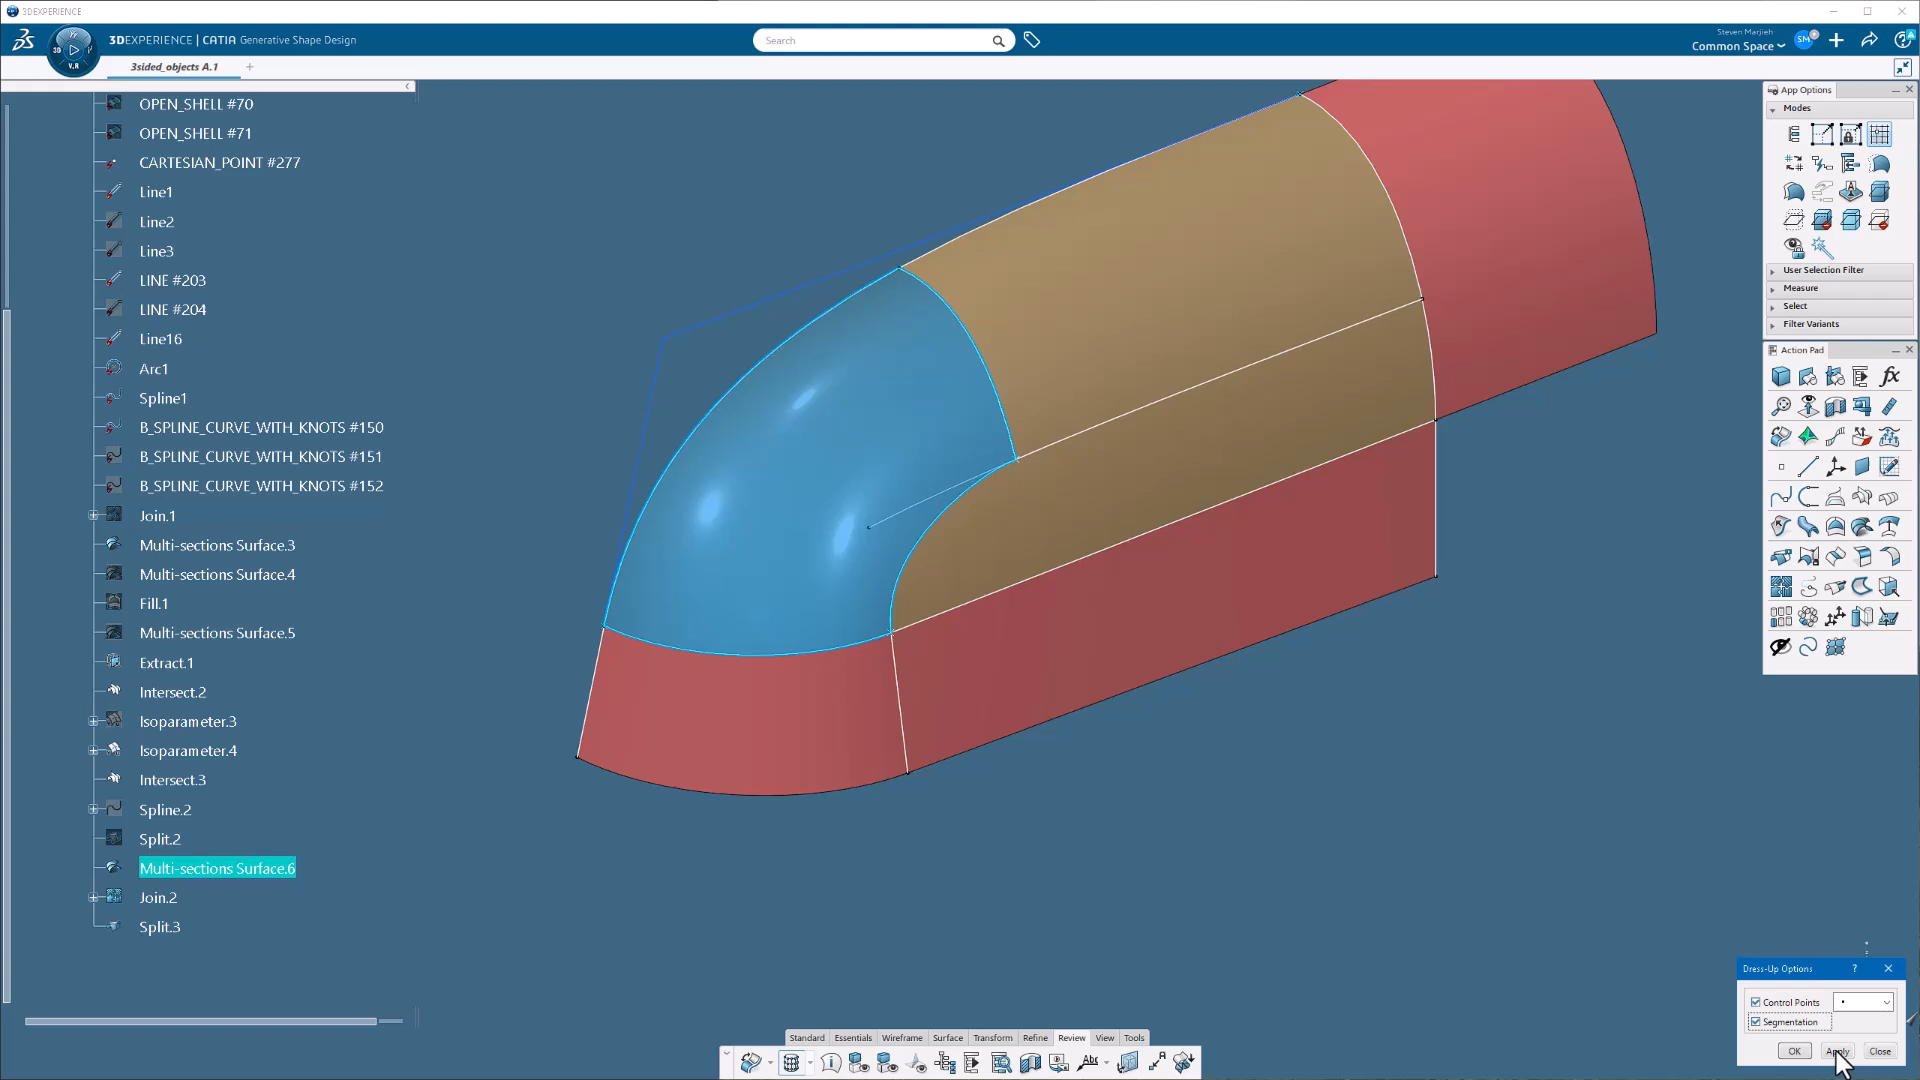 3DEXPERIENCE
3DEXPERIENCE | CATIA Generative Shape Design
Search
Steven Marjieh
Common Space
SM
3D
V.R
3sided_objects A.1
OPEN_SHELL #70
OPEN_SHELL #71
CARTESIAN_POINT #277
Line1
Line2
Line3
LINE #203
LINE #204
Line16
Arc1
Spline1
B_SPLINE_CURVE_WITH_KNOTS #150
B_SPLINE_CURVE_WITH_KNOTS #151
B_SPLINE_CURVE_WITH_KNOTS #152
Join.1
Multi-sections Surface.3
Multi-sections Surface.4
Fill.1
Multi-sections Surface.5
Extract.1
Intersect.2
Isoparameter.3
Isoparameter.4
Intersect.3
Spline.2
Split.2
Multi-sections Surface.6
Join.2
Split.3
App Options
Modes
User Selection Filter
Measure
Select
Filter Variants
Action Pad
fx
Dress-Up Options
Control Points
Segmentation
OK
Apply
Close
Standard Essentials Wireframe Surface Transform Refine Review View Tools
Abc